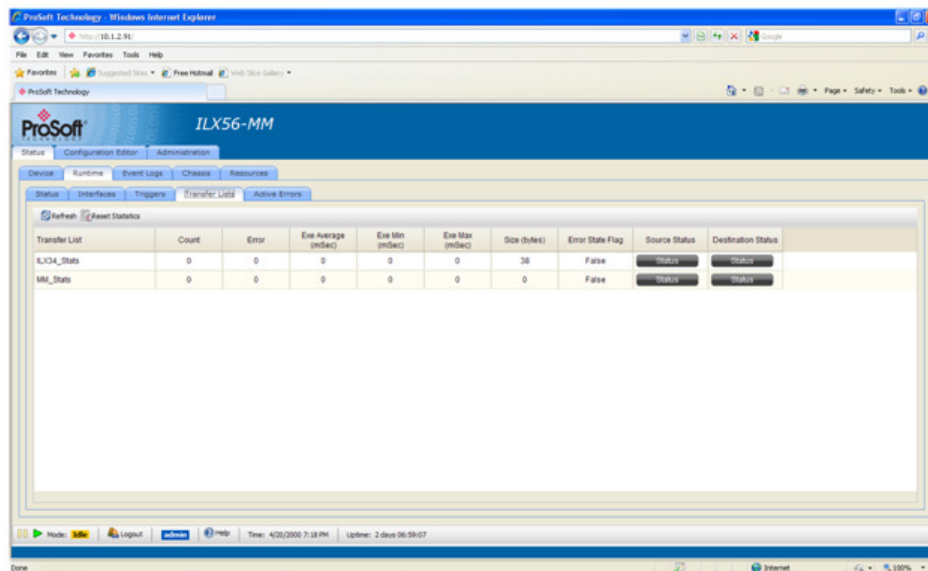 ProSoft Technology - Windows Internet Explorer
http://10.1.2.91/
Google
File Edit View Favorites Tools Help
Favorites Suggested Sites Free Hotmail Web Slice Gallery
ProSoft Technology
Page Safety Tools
ProSoft
TECHNOLOGY
ILX56-MM
Status Configuration Editor Administration
Device Runtime Event Logs Chassis Resources
Status Interfaces Triggers Transfer Lists Active Errors
Refresh Reset Statistics
Transfer List Count Error Exe Average (mSec) Exe Min (mSec) Exe Max (mSec) Size (bytes) Error State Flag Source Status Destination Status
ILX34_Stats 0 0 0 0 0 38 False Status Status
MM_Stats 0 0 0 0 0 0 False Status Status
Mode: Idle Logout admin Help Time: 4/20/2000 7:18 PM Uptime: 2 days 06:59:07
Done Internet 100%